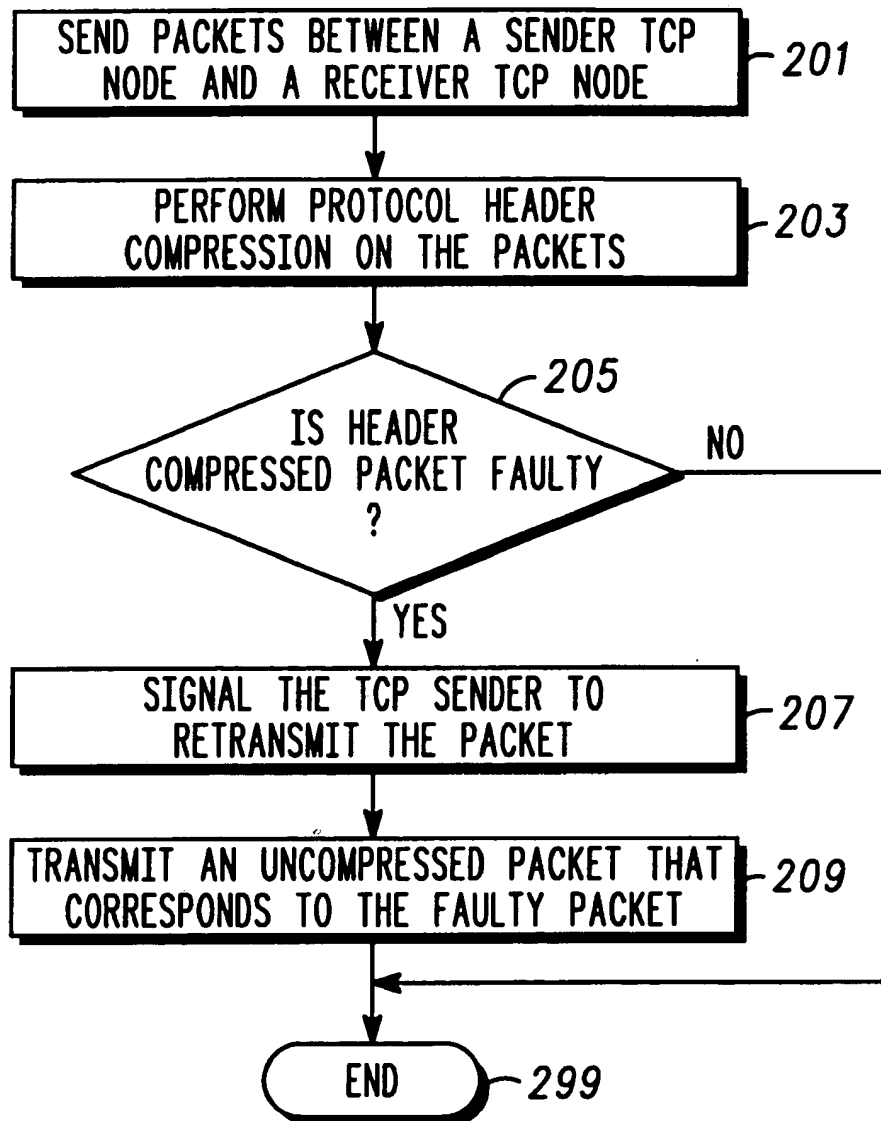 SEND PACKETS BETWEEN A SENDER TCP
NODE AND A RECEIVER TCP NODE
201
PERFORM PROTOCOL HEADER
COMPRESSION ON THE PACKETS
203
205
IS HEADER
COMPRESSED PACKET FAULTY
?
NO
YES
SIGNAL THE TCP SENDER TO
RETRANSMIT THE PACKET
207
TRANSMIT AN UNCOMPRESSED PACKET THAT
CORRESPONDS TO THE FAULTY PACKET
209
END
299